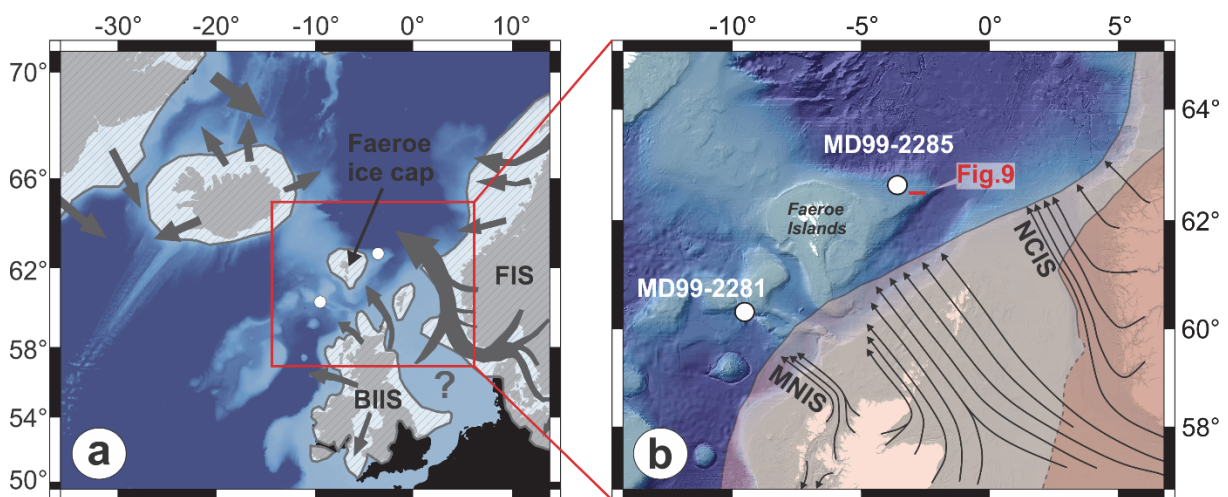 -30° -20° -10° 0° 10°
70°
66°
62°
58°
54°
50°
Faeroe
ice cap
FIS
BIIS
?
a
-10° -5° 0° 5°
64°
62°
60°
58°
MD99-2285
Fig.9
Faeroe
Islands
MD99-2281
NCIS
MNIS
b